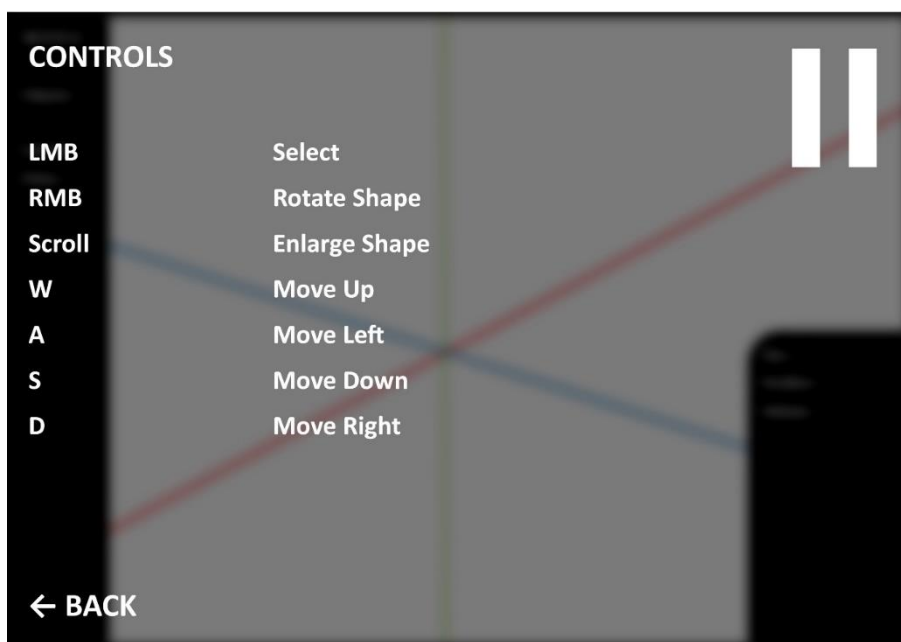 CONTROLS
LMB Select
RMB Rotate Shape
Scroll Enlarge Shape
W Move Up
A Move Left
S Move Down
D Move Right
← BACK